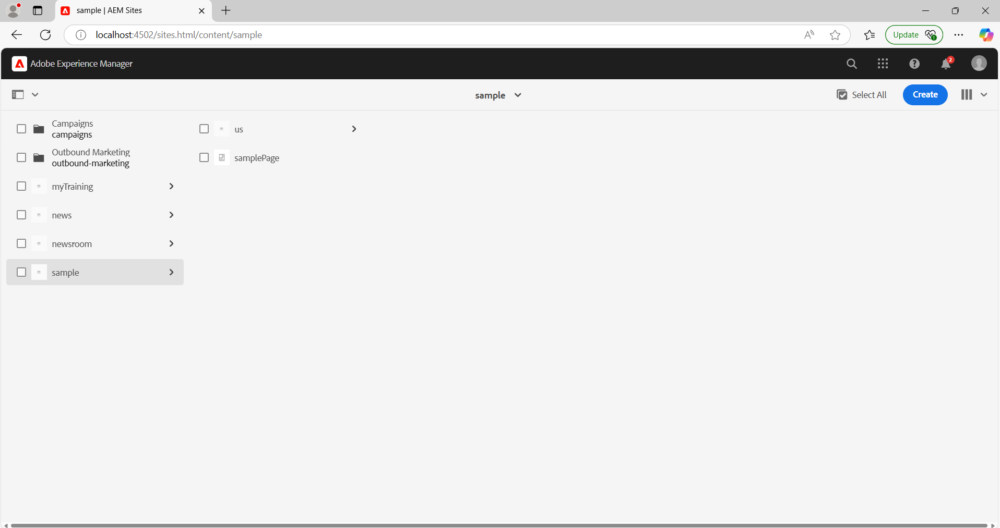 sample | AEM Sites
localhost:4502/sites.html/content/sample
Update
Adobe Experience Manager
2
sample
Select All
Create
Campaigns
campaigns
Outbound Marketing
outbound-marketing
myTraining
news
newsroom
sample
us
samplePage